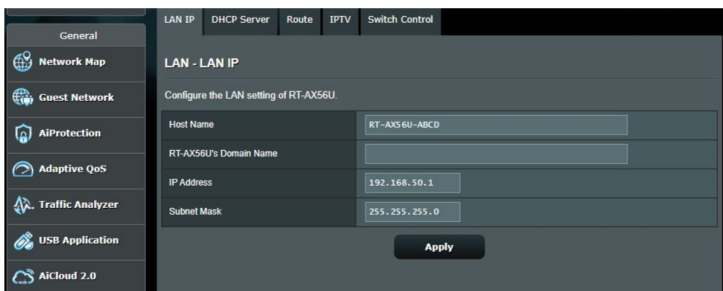 General
Network Map
Guest Network
AiProtection
Adaptive QoS
Traffic Analyzer
USB Application
AiCloud 2.0
LAN IP DHCP Server Route IPTV Switch Control
LAN - LAN IP
Configure the LAN setting of RT-AX56U.
Host Name RT-AX56U-ABCD
RT-AX56U's Domain Name
IP Address 192.168.50.1
Subnet Mask 255.255.255.0
Apply